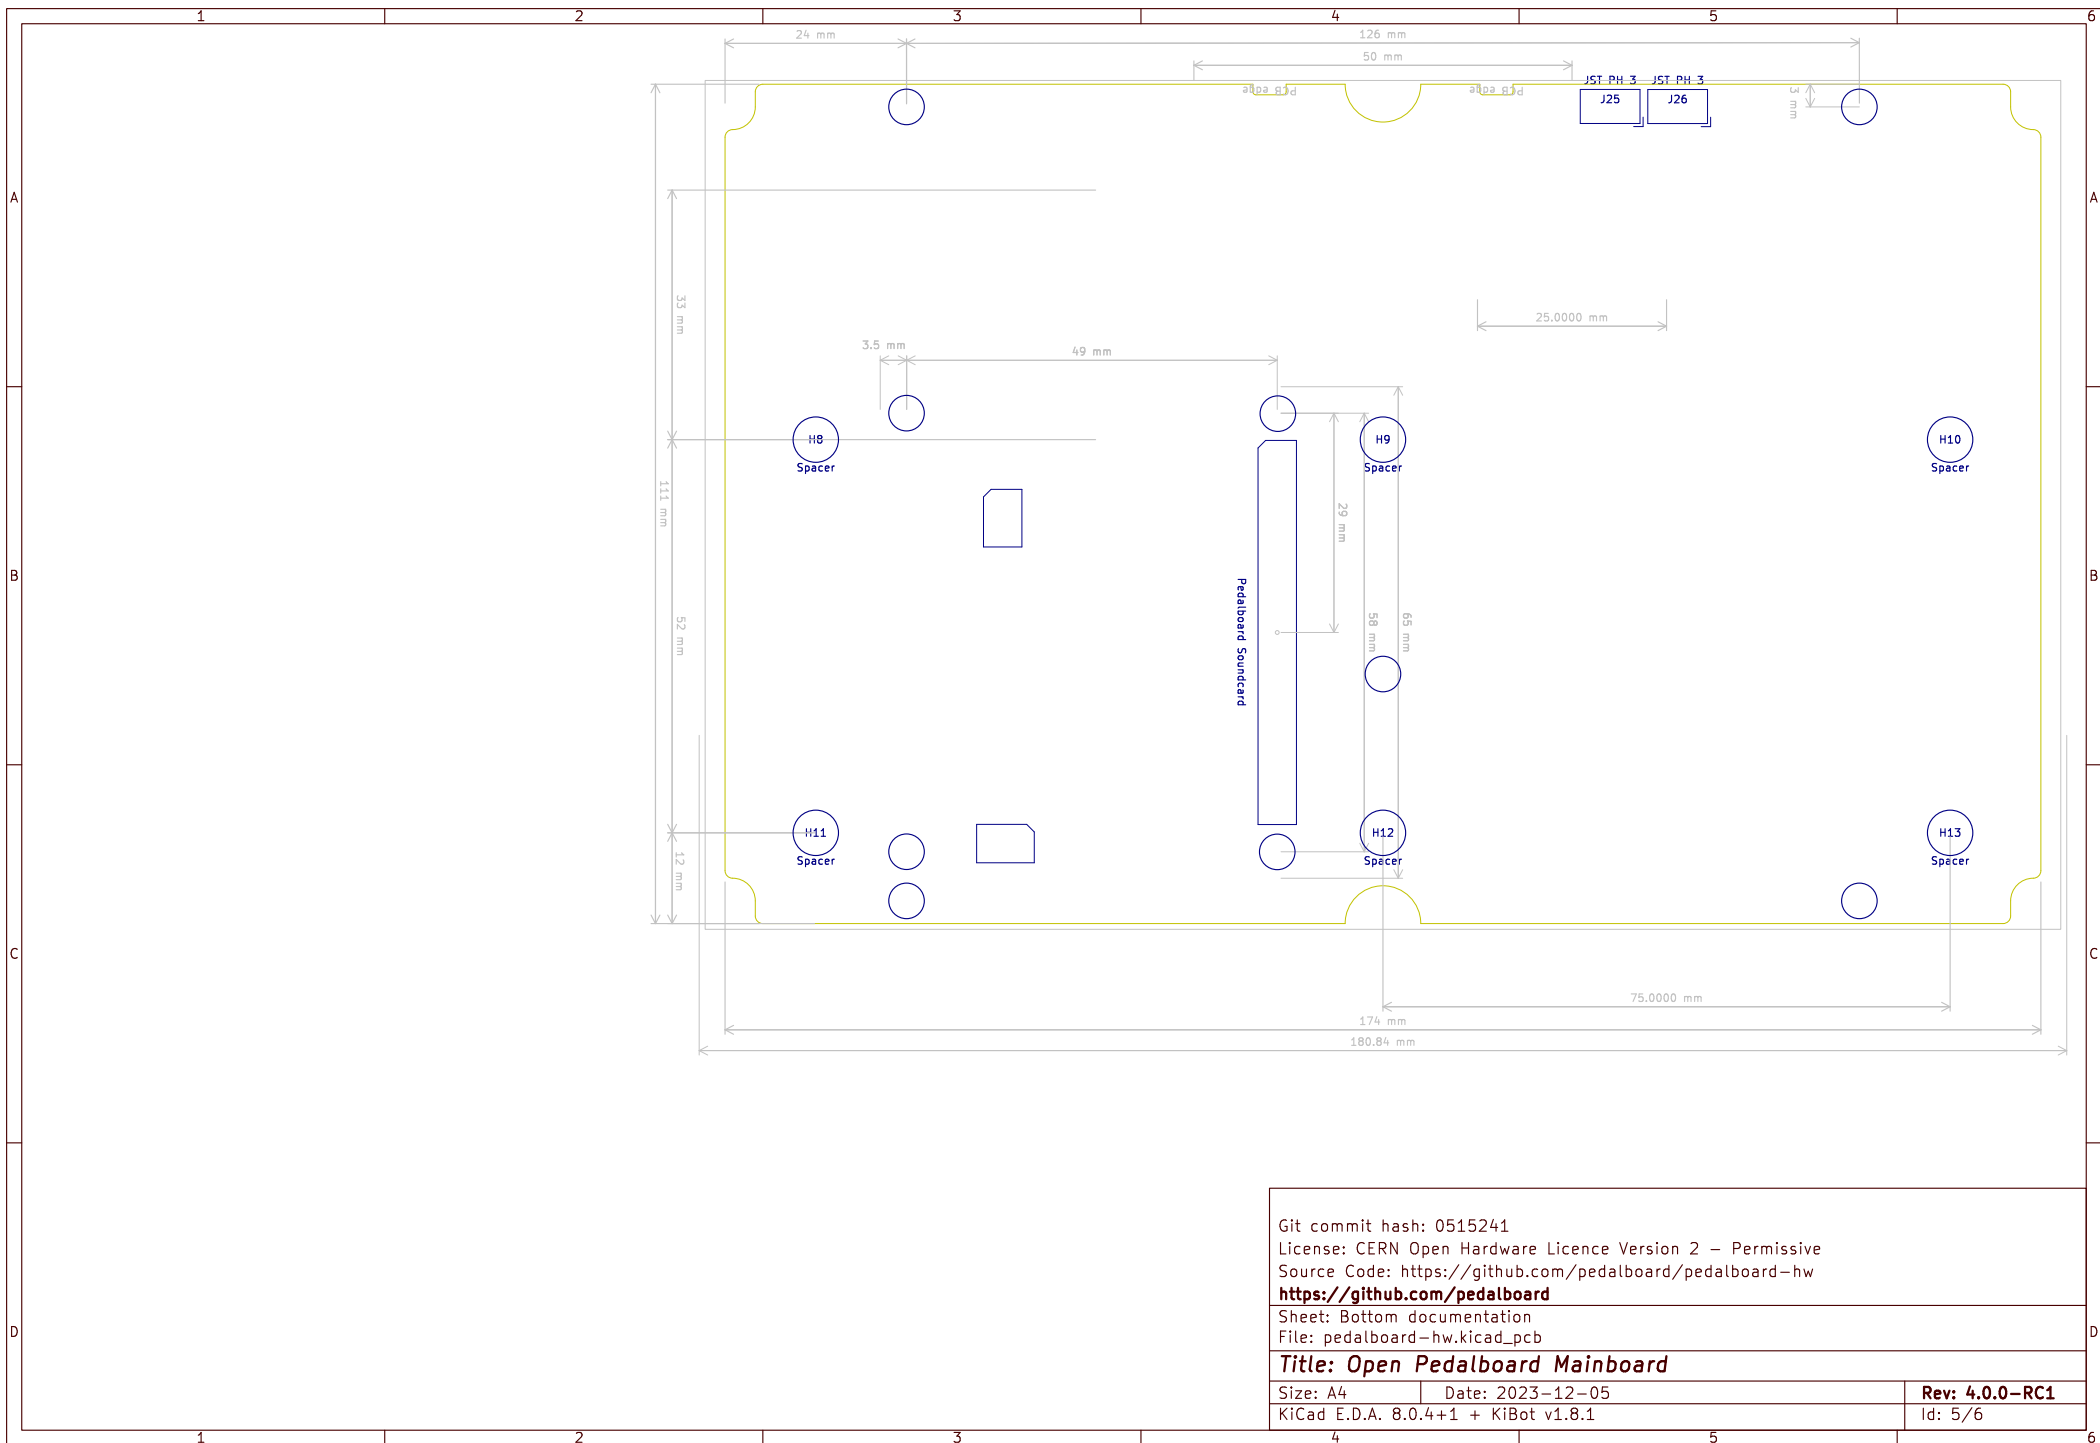 1 2 3 4 5 6
24 mm
126 mm
50 mm
JST PH 3 JST PH 3
PCB edge PCB edge
J25 J26
3 mm
A A
33 mm
25.0000 mm
3.5 mm
49 mm
H8 H9 H10
Spacer Spacer Spacer
111 mm
29 mm
B B
Pedalboard Soundcard
52 mm
58 mm
65 mm
H11 H12 H13
Spacer Spacer Spacer
12 mm
C C
75.0000 mm
174 mm
180.84 mm
Git commit hash: 0515241
License: CERN Open Hardware Licence Version 2 - Permissive
Source Code: https://github.com/pedalboard/pedalboard-hw
https://github.com/pedalboard
Sheet: Bottom documentation
D D
File: pedalboard-hw.kicad_pcb
Title: Open Pedalboard Mainboard
Size: A4 Date: 2023-12-05 Rev: 4.0.0-RC1
KiCad E.D.A. 8.0.4+1 + KiBot v1.8.1 Id: 5/6
1 2 3 4 5 6